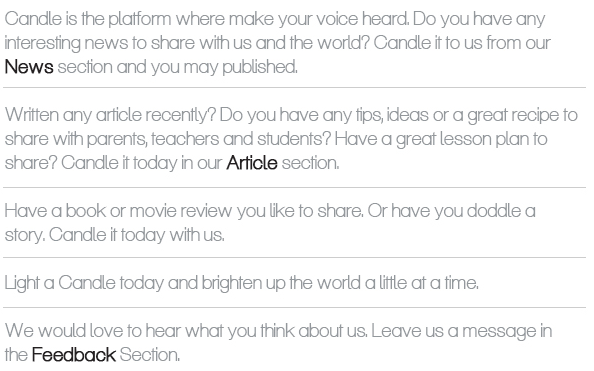 Candle is the platform where make your voice heard. Do you have any
interesting news to share with us and the world? Candle it to us from our
News section and you may published.
Written any article recently? Do you have any tips, ideas or a great recipe to
share with parents, teachers and students? Have a great lesson plan to
share? Candle it today in our Article section.
Have a book or movie review you like to share. Or have you doddle a
story. Candle it today with us.
Light a Candle today and brighten up the world a little at a time.
We would love to hear what you think about us. Leave us a message in
the Feedback Section.